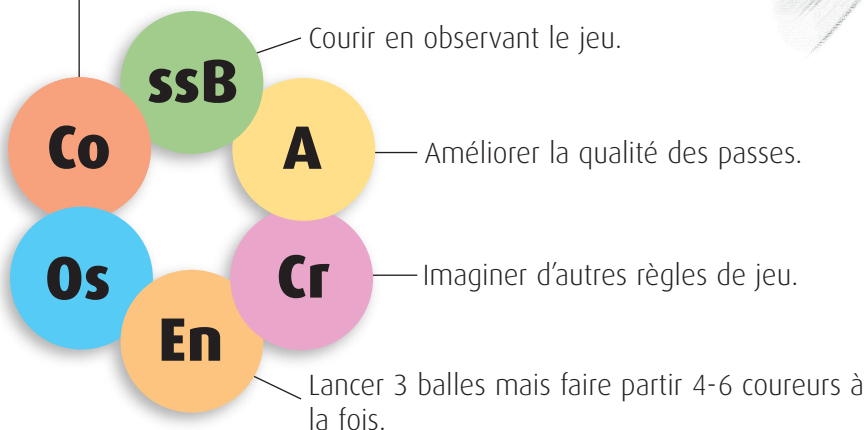 ssB
Courir en observant le jeu.
Co
A
Améliorer la qualité des passes.
Os
Cr
Imaginer d'autres règles de jeu.
En
Lancer 3 balles mais faire partir 4-6 coureurs à
la fois.